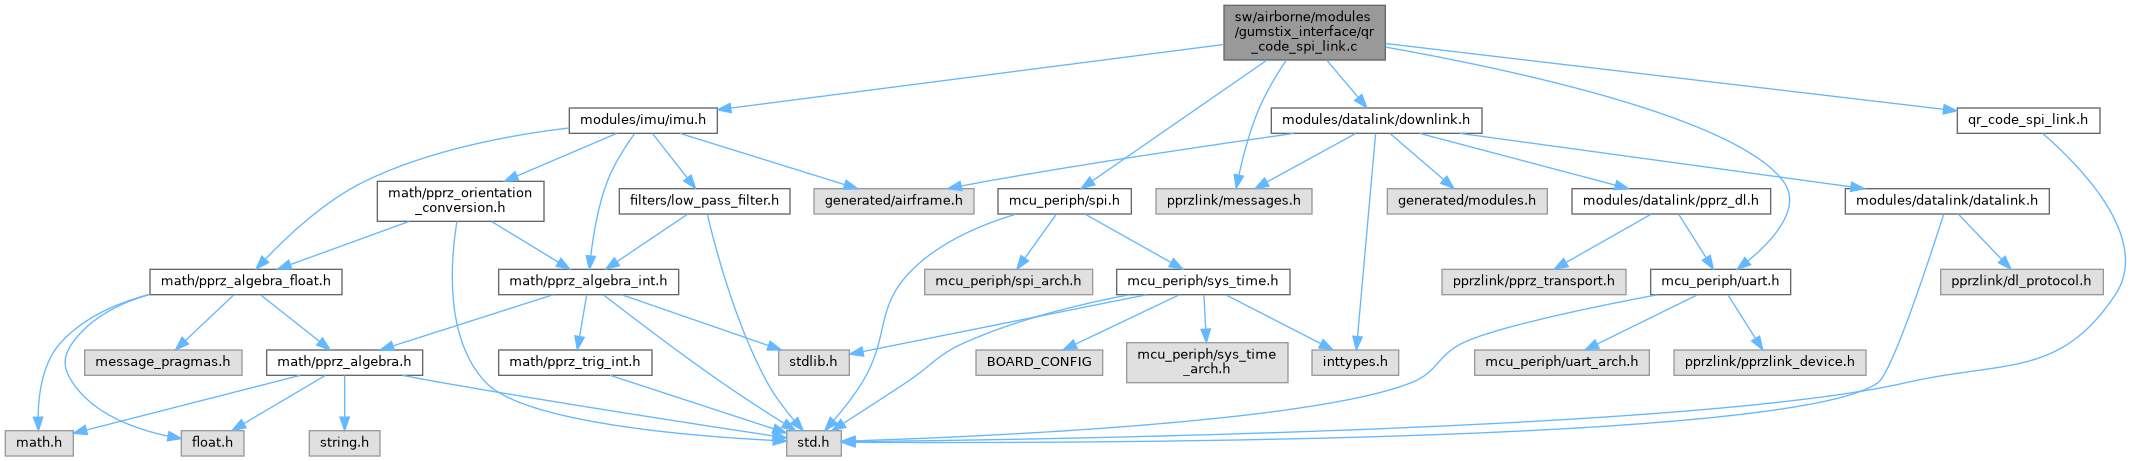 sw/airborne/modules
/gumstix_interface/qr
_code_spi_link.c
modules/imu/imu.h
modules/datalink/downlink.h
qr_code_spi_link.h
math/pprz_orientation
_conversion.h
filters/low_pass_filter.h
generated/airframe.h
mcu_periph/spi.h
pprzlink/messages.h
generated/modules.h
modules/datalink/pprz_dl.h
modules/datalink/datalink.h
math/pprz_algebra_float.h
math/pprz_algebra_int.h
mcu_periph/spi_arch.h
mcu_periph/sys_time.h
pprzlink/pprz_transport.h
mcu_periph/uart.h
pprzlink/dl_protocol.h
message_pragmas.h
math/pprz_algebra.h
math/pprz_trig_int.h
stdlib.h
BOARD_CONFIG
mcu_periph/sys_time
_arch.h
inttypes.h
mcu_periph/uart_arch.h
pprzlink/pprzlink_device.h
math.h
float.h
string.h
std.h